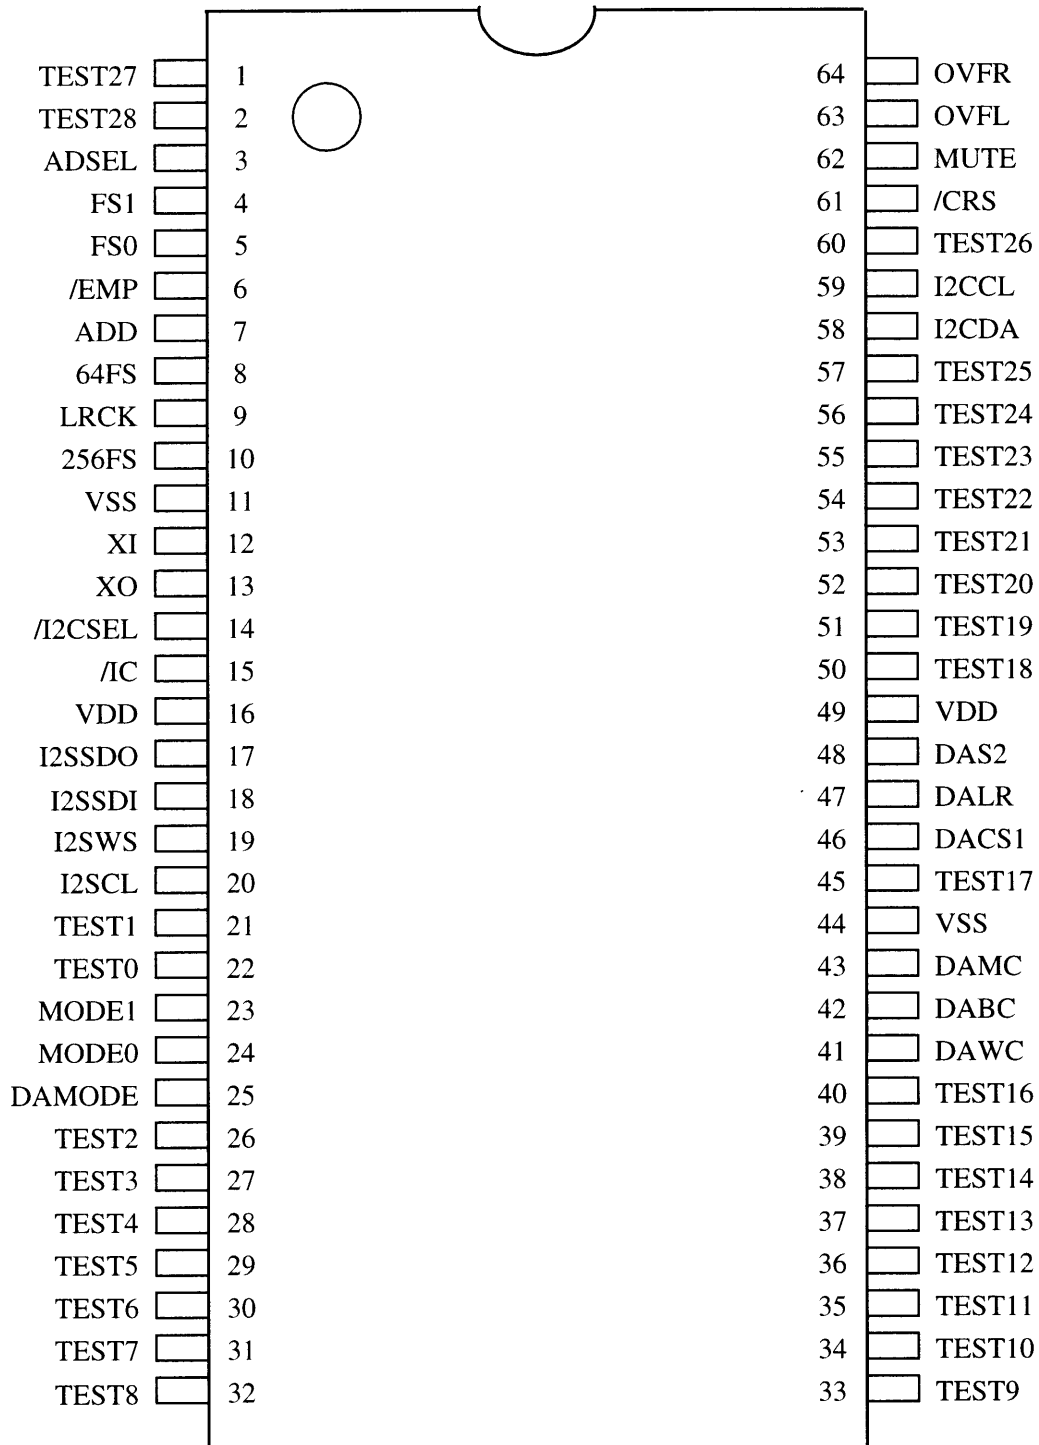 TEST27 1 64 OVFR
TEST28 2 63 OVFL
ADSEL 3 62 MUTE
FS1 4 61 /CRS
FS0 5 60 TEST26
/EMP 6 59 I2CCL
ADD 7 58 I2CDA
64FS 8 57 TEST25
LRCK 9 56 TEST24
256FS 10 55 TEST23
VSS 11 54 TEST22
XI 12 53 TEST21
XO 13 52 TEST20
/I2CSEL 14 51 TEST19
/IC 15 50 TEST18
VDD 16 49 VDD
I2SSDO 17 48 DAS2
I2SSDI 18 47 DALR
I2SWS 19 46 DACS1
I2SCL 20 45 TEST17
TEST1 21 44 VSS
TEST0 22 43 DAMC
MODE1 23 42 DABC
MODE0 24 41 DAWC
DAMODE 25 40 TEST16
TEST2 26 39 TEST15
TEST3 27 38 TEST14
TEST4 28 37 TEST13
TEST5 29 36 TEST12
TEST6 30 35 TEST11
TEST7 31 34 TEST10
TEST8 32 33 TEST9